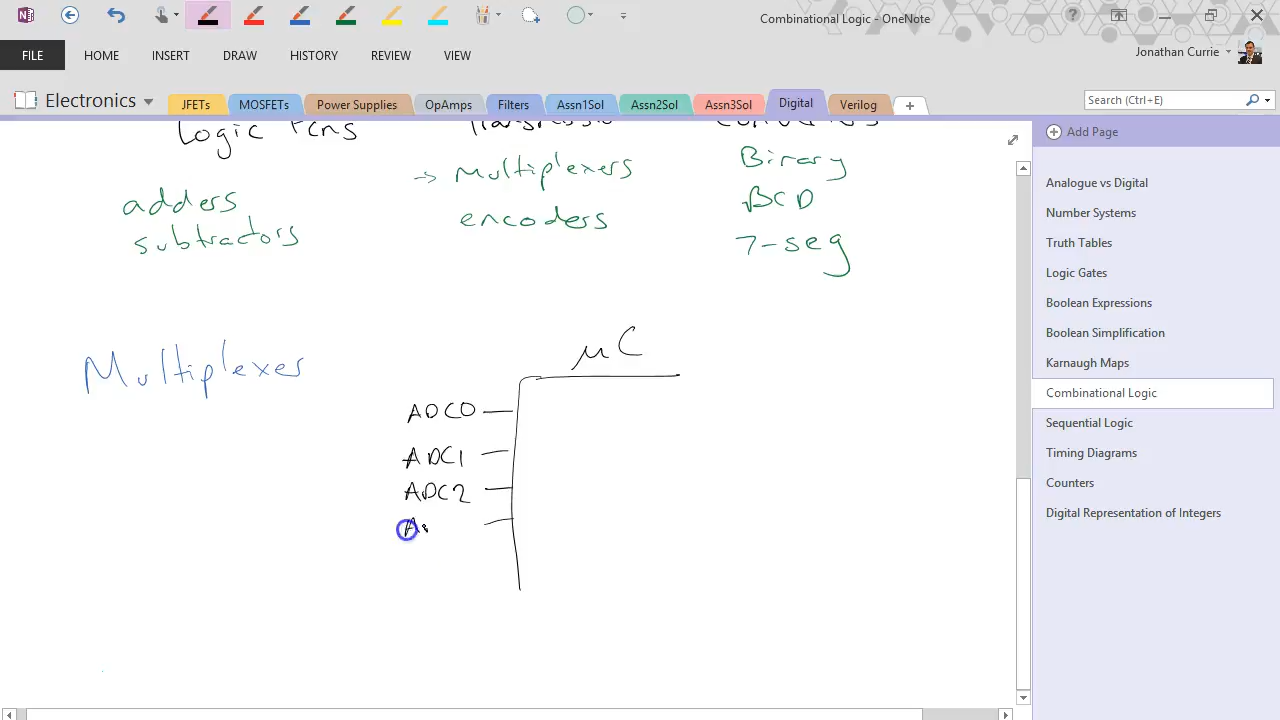 Combinational Logic - OneNote
?
FILE HOME INSERT DRAW HISTORY REVIEW VIEW
Jonathan Currie
Electronics
JFETs MOSFETs Power Supplies OpAmps Filters Assn1Sol Assn2Sol Assn3Sol Digital Verilog +
Search (Ctrl+E)
Add Page
Analogue vs Digital
Number Systems
Truth Tables
Logic Gates
Boolean Expressions
Boolean Simplification
Karnaugh Maps
Combinational Logic
Sequential Logic
Timing Diagrams
Counters
Digital Representation of Integers
Logic Fcns
adders
subtractors
→ Multiplexers
encoders
Binary
BCD
7-seg
Multiplexer
μC
ADC0
ADC1
ADC2
A